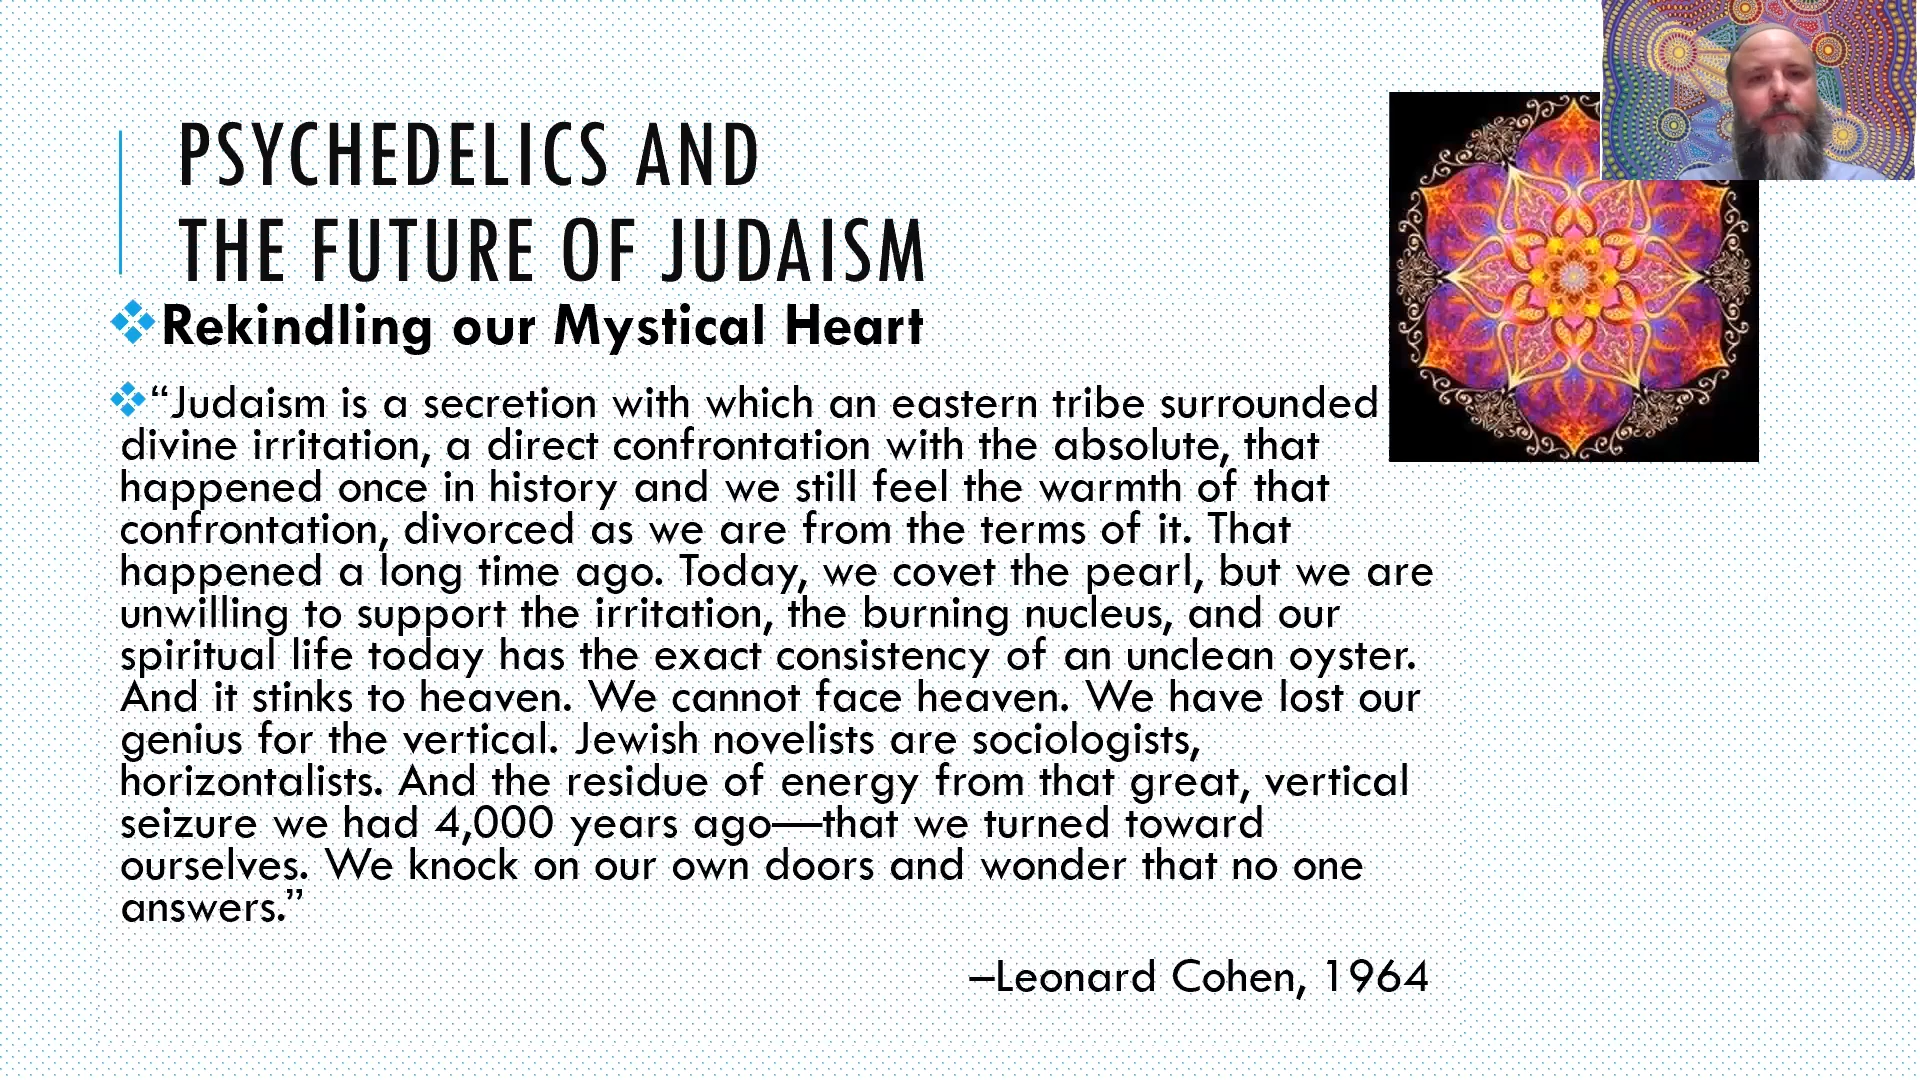 PSYCHEDELICS AND
THE FUTURE OF JUDAISM
Rekindling our Mystical Heart
“Judaism is a secretion with which an eastern tribe surrounded
divine irritation, a direct confrontation with the absolute, that
happened once in history and we still feel the warmth of that
confrontation, divorced as we are from the terms of it. That
happened a long time ago. Today, we covet the pearl, but we are
unwilling to support the irritation, the burning nucleus, and our
spiritual life today has the exact consistency of an unclean oyster.
And it stinks to heaven. We cannot face heaven. We have lost our
genius for the vertical. Jewish novelists are sociologists,
horizontalists. And the residue of energy from that great, vertical
seizure we had 4,000 years ago—that we turned toward
ourselves. We knock on our own doors and wonder that no one
answers.”
–Leonard Cohen, 1964